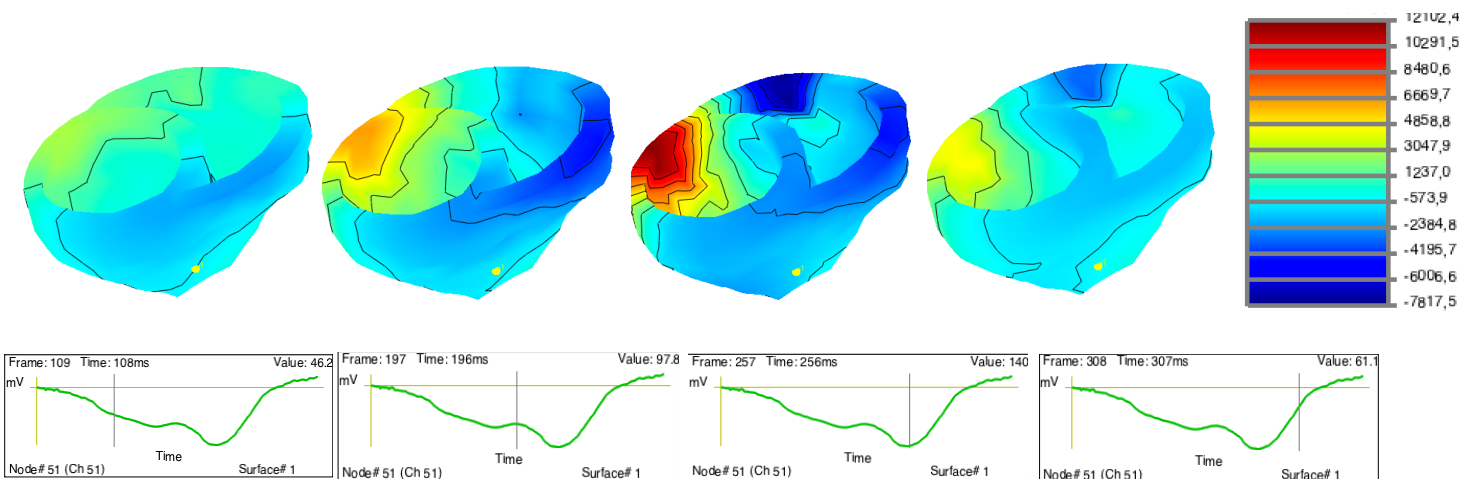 12102,4
10291,5
8480,6
6669,7
4858,8
3047,9
1237,0
-573,9
-2384,8
-4195,7
-6006,6
-7817,5
Frame: 109 Time: 108ms Value: 46.2
mV
Time
Node# 51 (Ch 51) Surface# 1
Frame: 197 Time: 196ms Value: 97.8
mV
Time
Node# 51 (Ch 51) Surface# 1
Frame: 257 Time: 256ms Value: 140
mV
Time
Node# 51 (Ch 51) Surface# 1
Frame: 308 Time: 307ms Value: 61.1
mV
Time
Node# 51 (Ch 51) Surface# 1